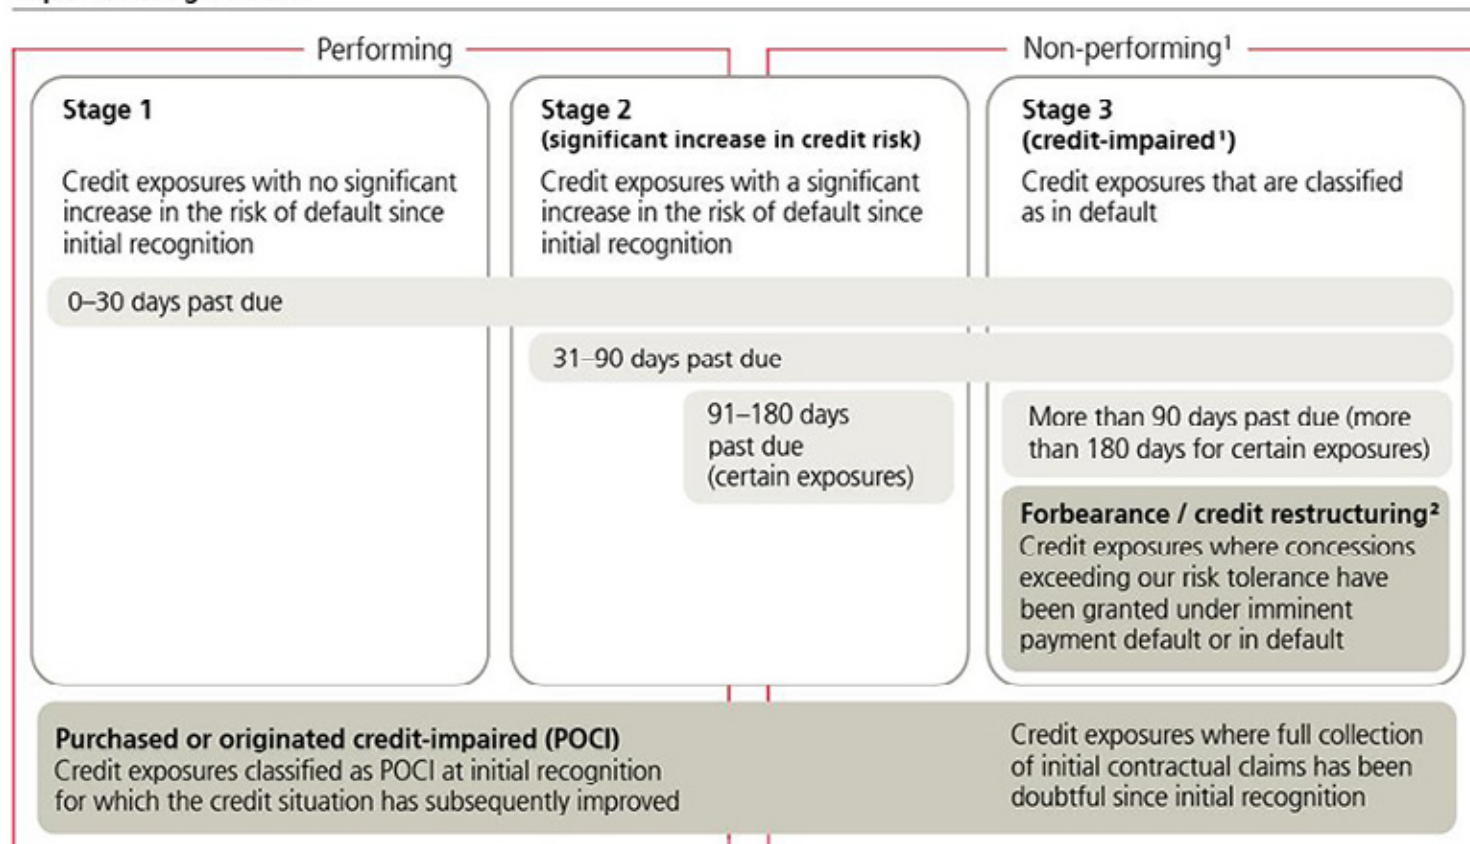 Performing
Non-performing¹
Stage 1
Credit exposures with no significant
increase in the risk of default since
initial recognition
Stage 2
(significant increase in credit risk)
Credit exposures with a significant
increase in the risk of default since
initial recognition
Stage 3
(credit-impaired¹)
Credit exposures that are classified
as in default
0–30 days past due
31–90 days past due
91–180 days
past due
(certain exposures)
More than 90 days past due (more
than 180 days for certain exposures)
Forbearance / credit restructuring²
Credit exposures where concessions
exceeding our risk tolerance have
been granted under imminent
payment default or in default
Purchased or originated credit-impaired (POCI)
Credit exposures classified as POCI at initial recognition
for which the credit situation has subsequently improved
Credit exposures where full collection
of initial contractual claims has been
doubtful since initial recognition